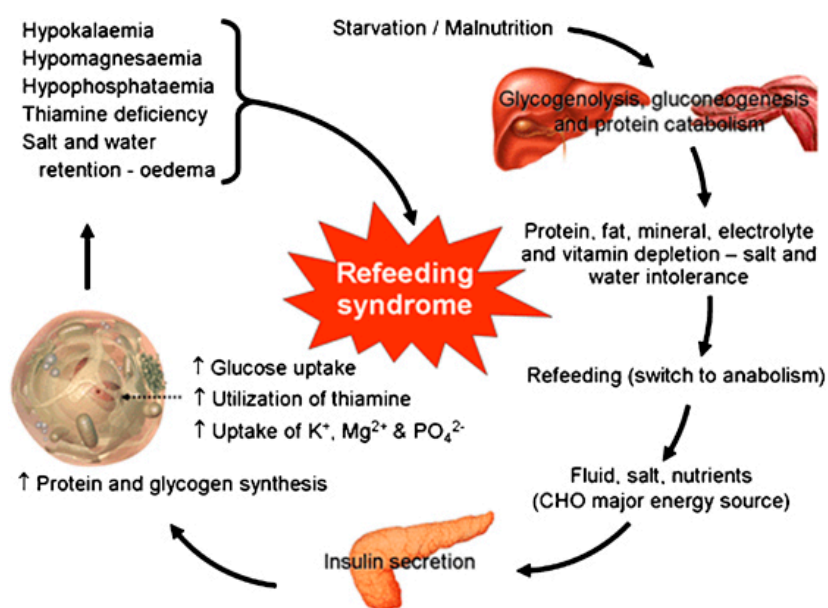 Starvation / Malnutrition
Glycogenolysis, gluconeogenesis
and protein catabolism
Protein, fat, mineral, electrolyte
and vitamin depletion – salt and
water intolerance
Refeeding (switch to anabolism)
Fluid, salt, nutrients
(CHO major energy source)
Insulin secretion
↑ Protein and glycogen synthesis
↑ Glucose uptake
↑ Utilization of thiamine
↑ Uptake of K⁺, Mg²⁺ & PO₄²⁻
Hypokalaemia
Hypomagnesaemia
Hypophosphataemia
Thiamine deficiency
Salt and water
retention - oedema
Refeeding
syndrome